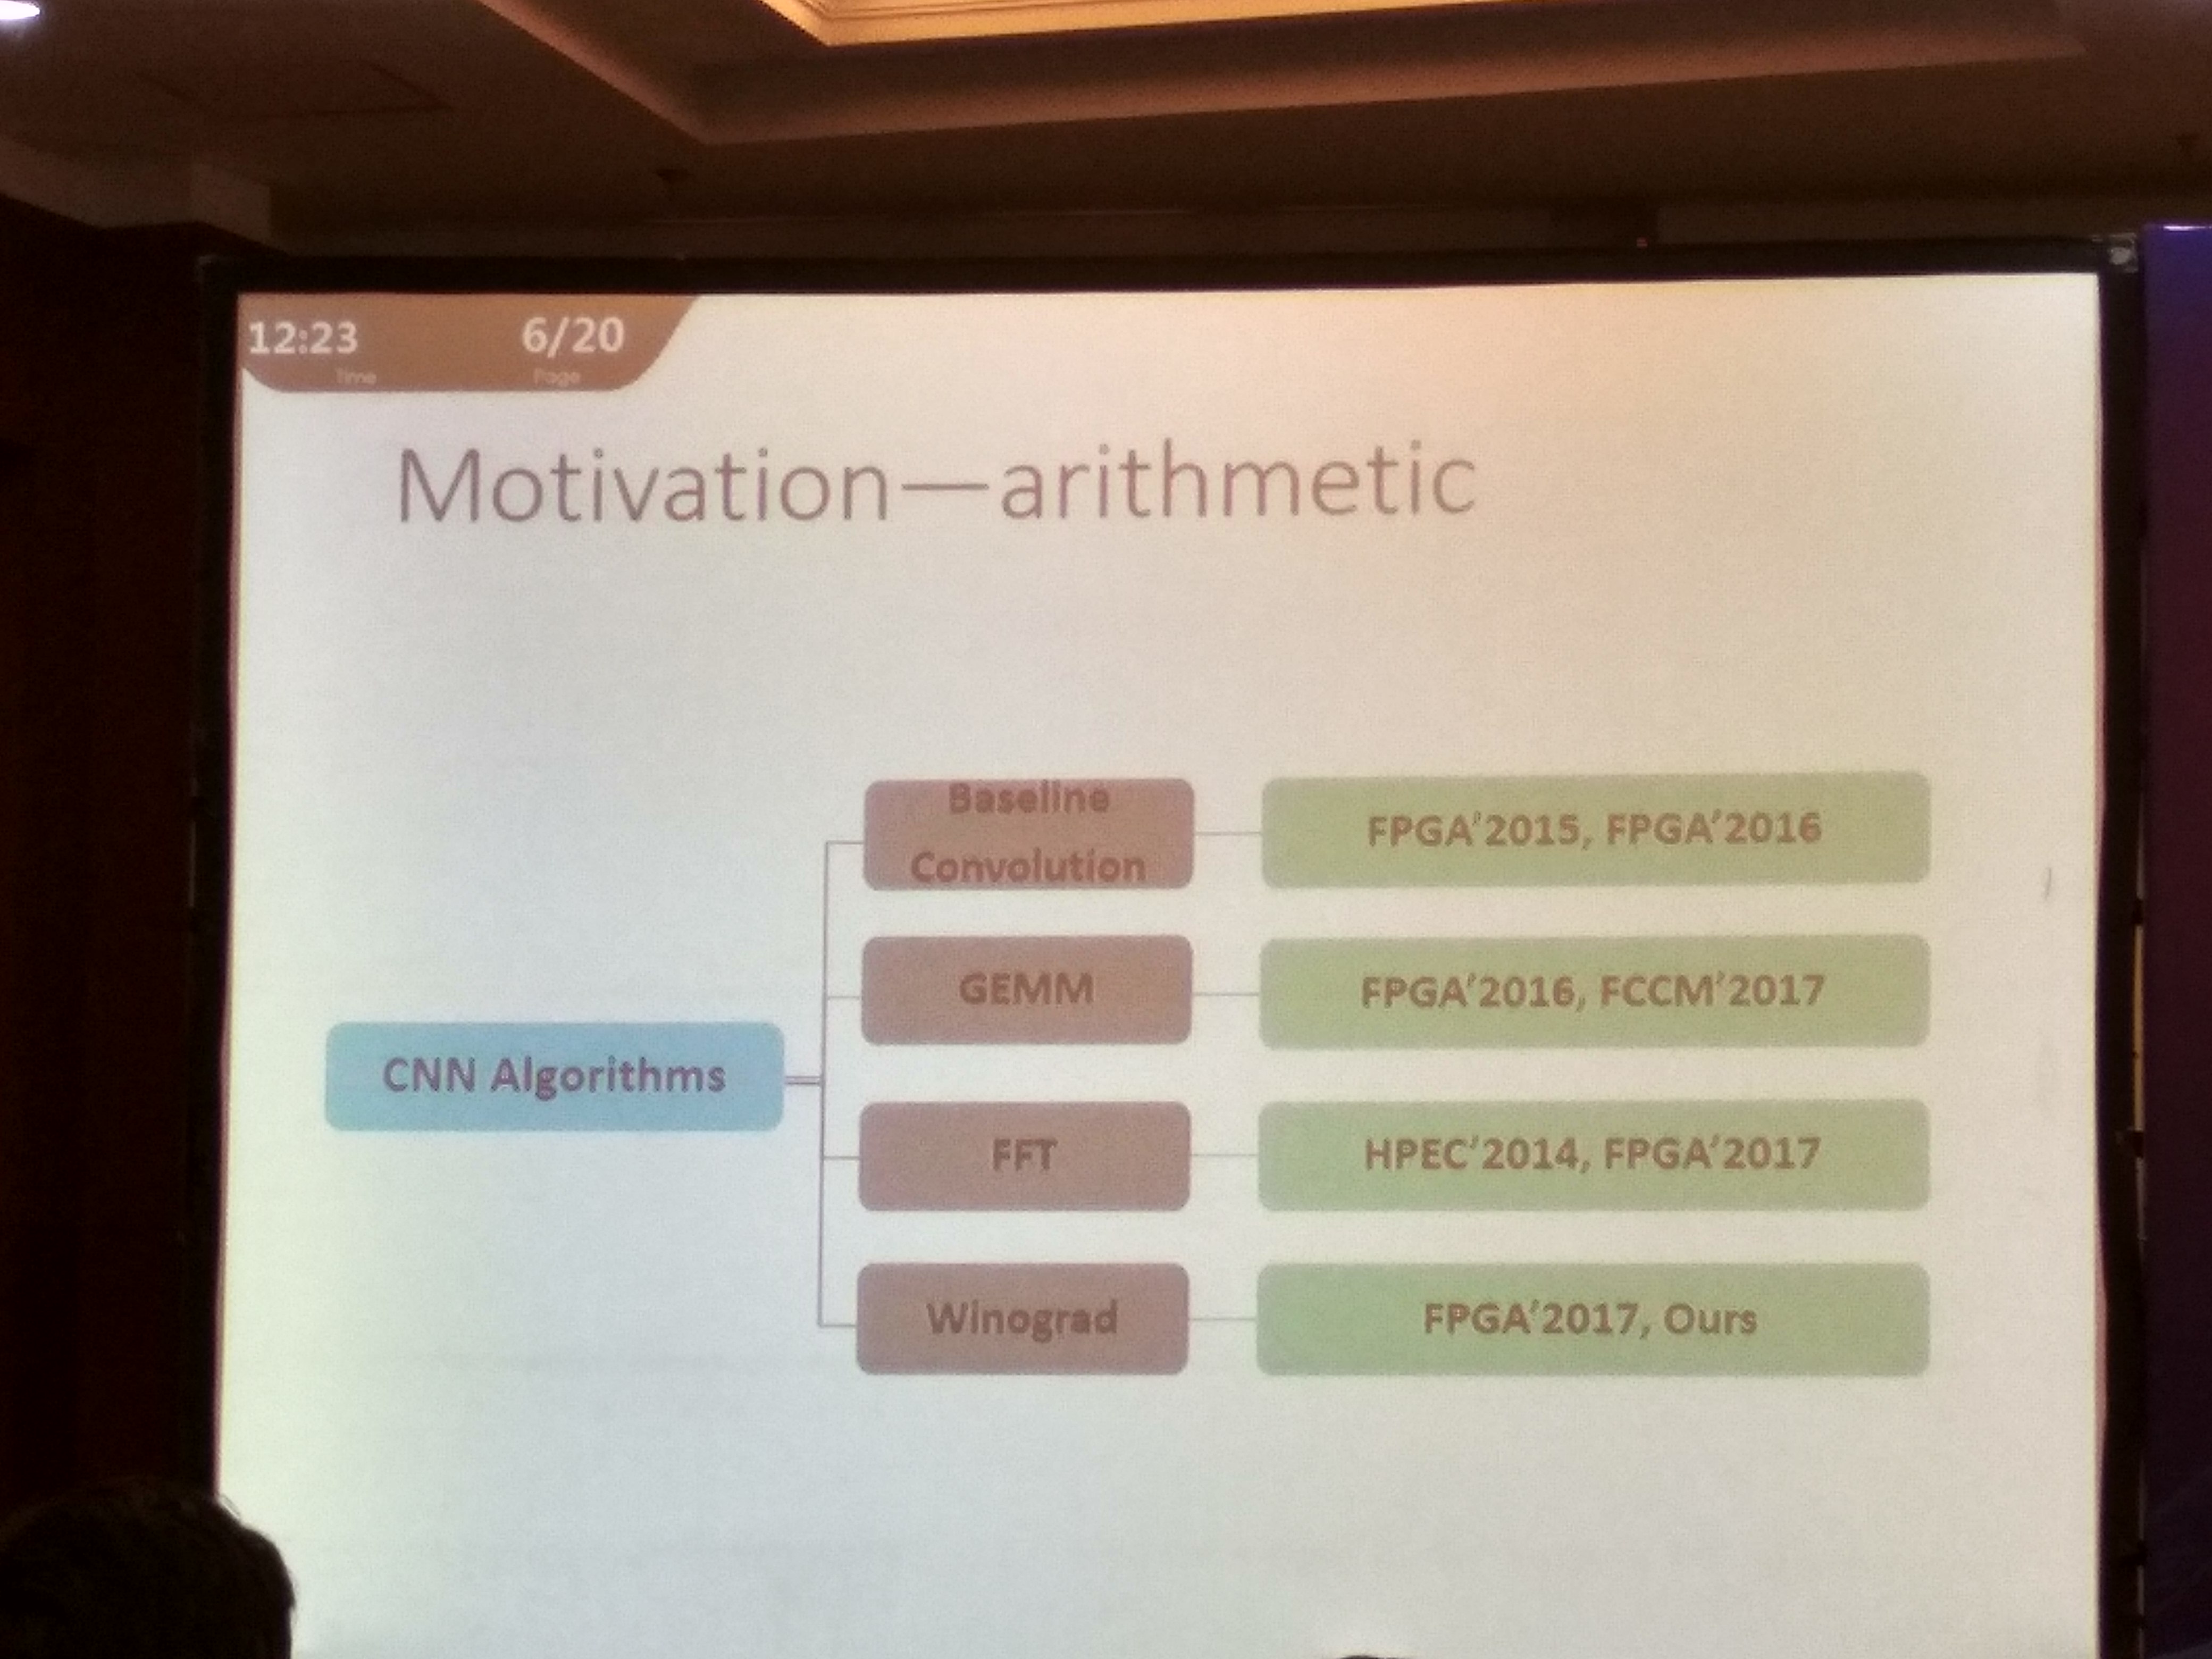 12:23 6/20
Time Page
Motivation—arithmetic
Baseline
Convolution
FPGA'2015, FPGA'2016
GEMM
FPGA'2016, FCCM'2017
CNN Algorithms
FFT
HPEC'2014, FPGA'2017
Winograd
FPGA'2017, Ours